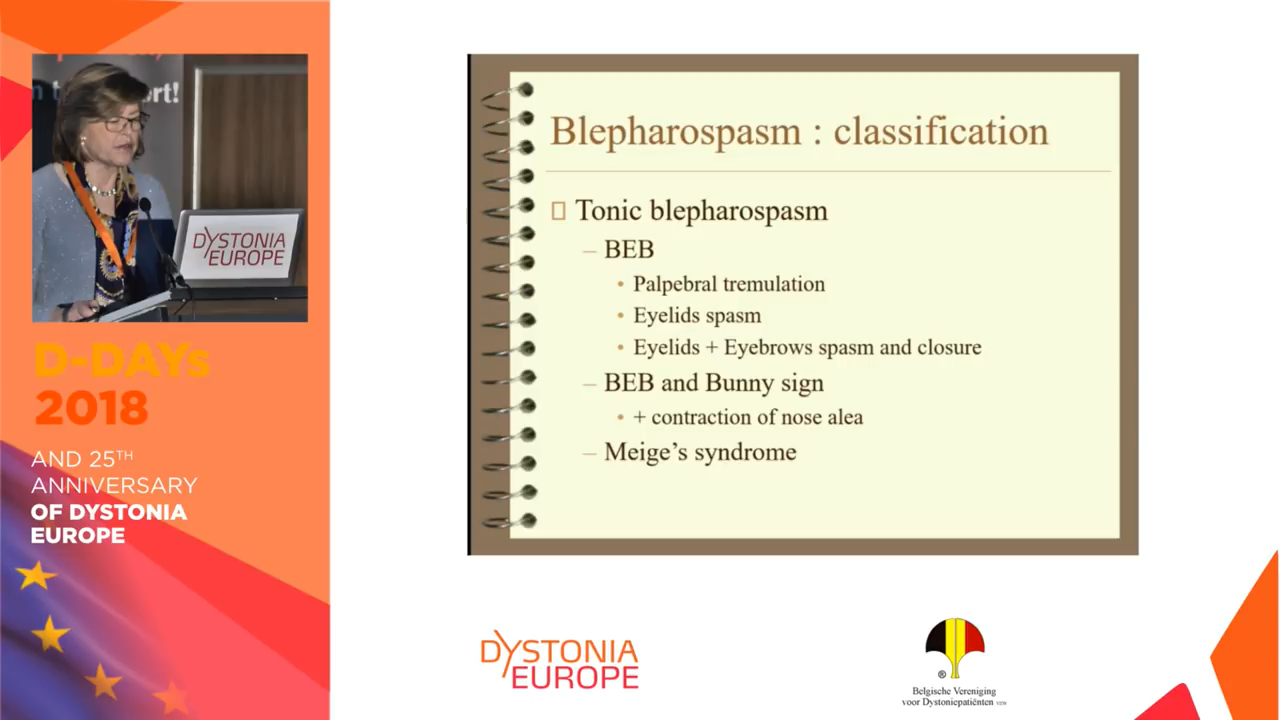 ort!
DYSTONIA
EUROPE
D-DAYs
2018
AND 25TH
ANNIVERSARY
OF DYSTONIA
EUROPE
Blepharospasm : classification
Tonic blepharospasm
– BEB
• Palpebral tremulation
• Eyelids spasm
• Eyelids + Eyebrows spasm and closure
– BEB and Bunny sign
• + contraction of nose alea
– Meige's syndrome
DYSTONIA
EUROPE
®
Belgische Vereniging
voor Dystoniepatiënten VZW